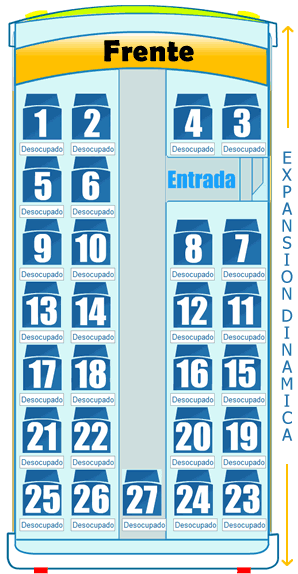 Frente
1 2 4 3
Desocupado Desocupado Desocupado Desocupado
5 6 Entrada
Desocupado Desocupado
9 10 8 7
Desocupado Desocupado Desocupado Desocupado
13 14 12 11
Desocupado Desocupado Desocupado Desocupado
17 18 16 15
Desocupado Desocupado Desocupado Desocupado
21 22 20 19
Desocupado Desocupado Desocupado Desocupado
25 26 27 24 23
Desocupado Desocupado Desocupado Desocupado Desocupado
EXPANSION DINAMICA